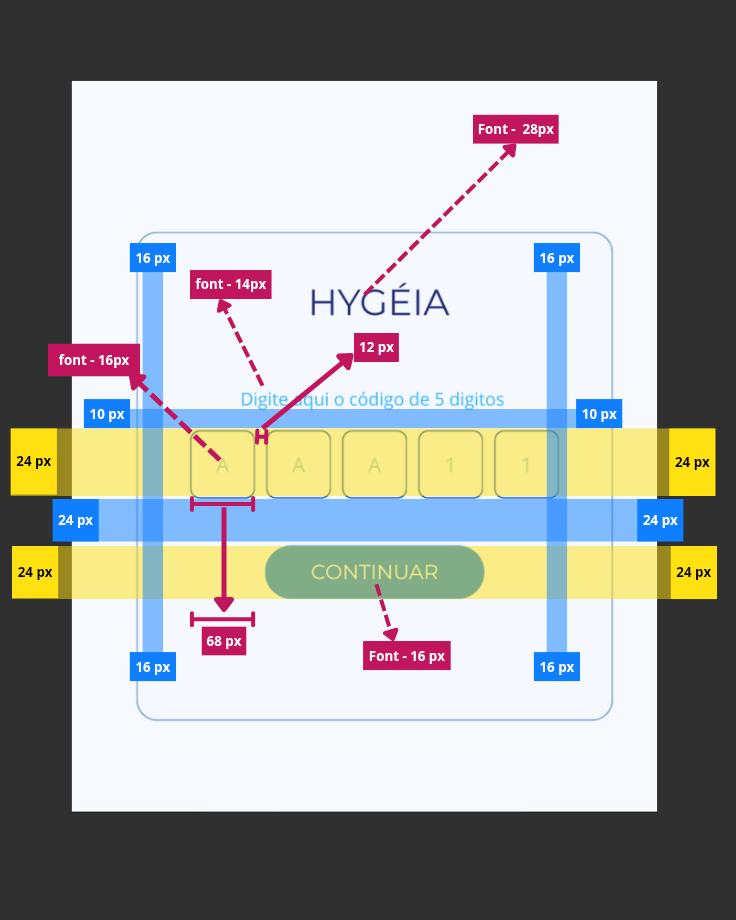 Font -  28px
16 px
16 px
font - 14px
HYGÉIA
12 px
font - 16px
Digite aqui o código de 5 digitos
10 px
10 px
24 px
A
A
A
1
1
24 px
24 px
24 px
24 px
CONTINUAR
24 px
68 px
Font - 16 px
16 px
16 px